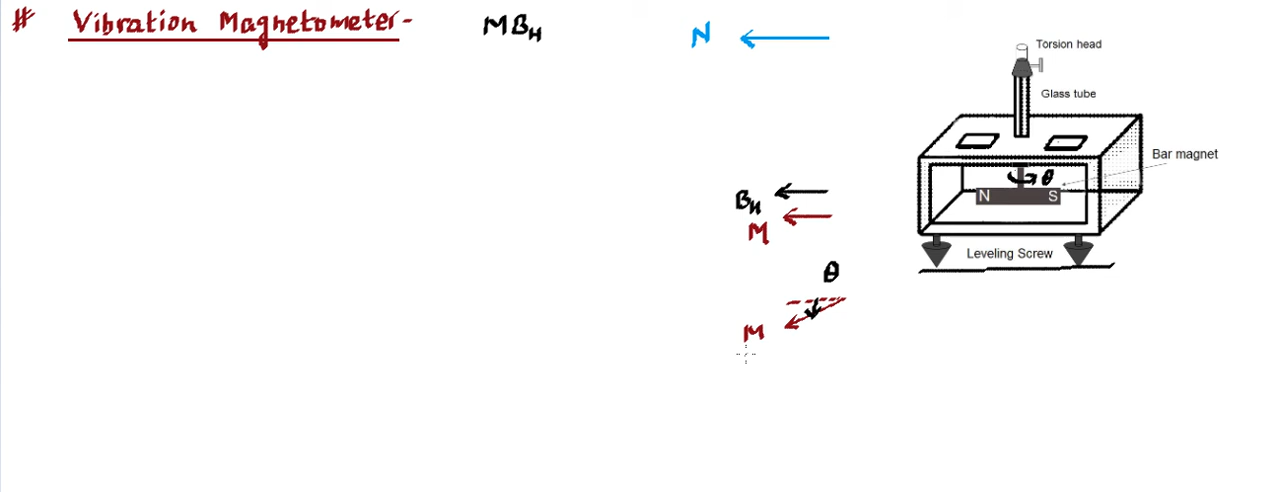 # Vibration Magnetometer- MB_H N
Torsion head
Glass tube
Bar magnet
θ
N S
B_H
M
Leveling Screw
θ
M